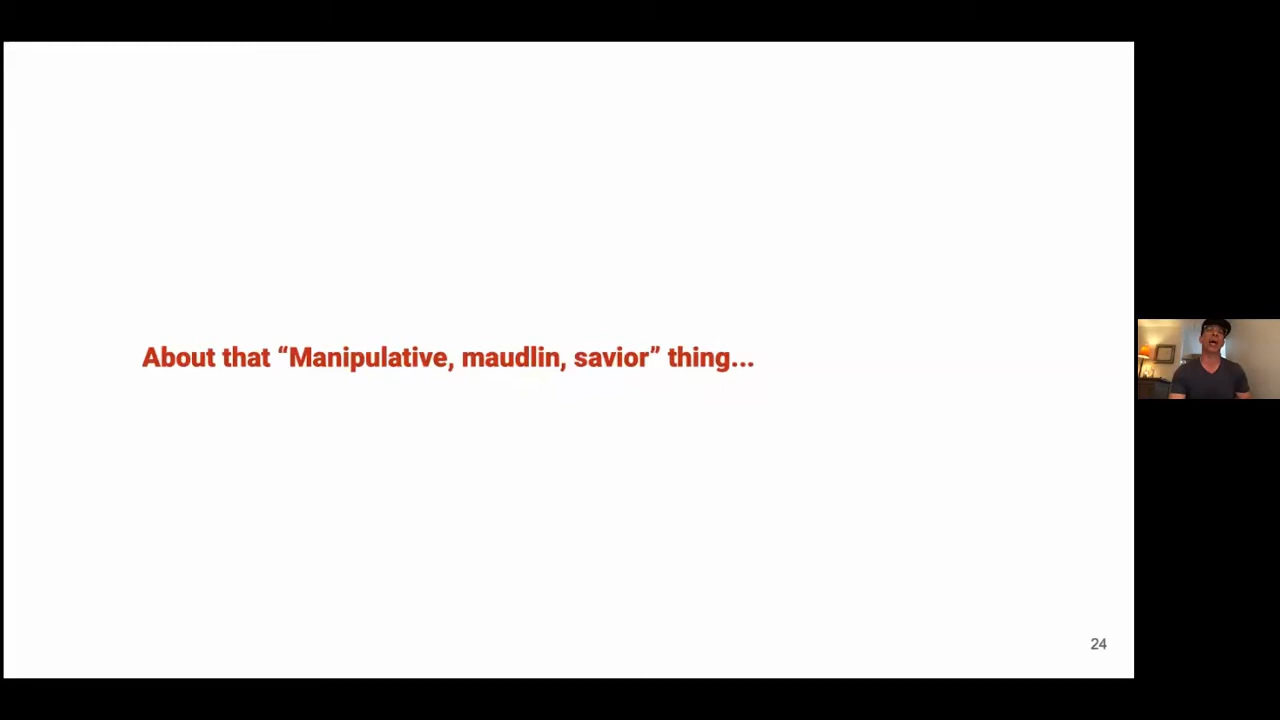 About that “Manipulative, maudlin, savior” thing...
24